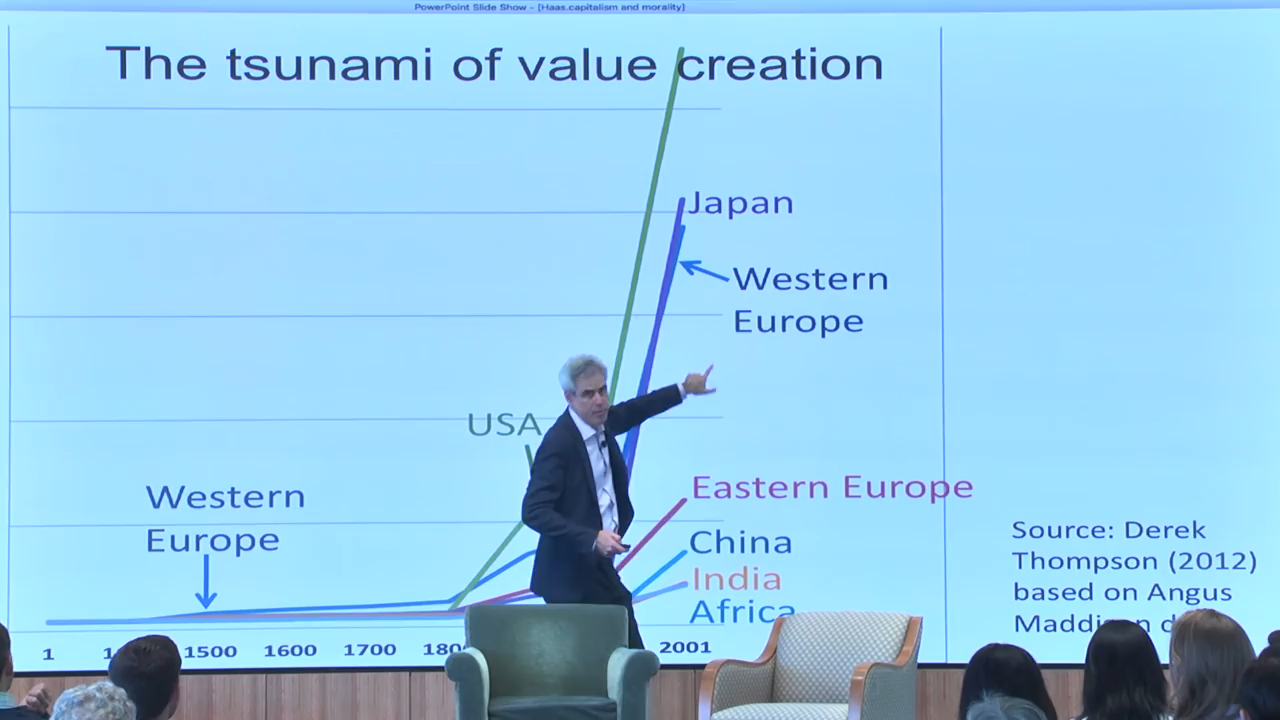 PowerPoint Slide Show - [Haas.capitalism and morality]
The tsunami of value creation
Japan
Western
Europe
USA
Eastern Europe
Western
Europe
China
India
Africa
Source: Derek
Thompson (2012)
based on Angus
1 1500 1600 1700 2001